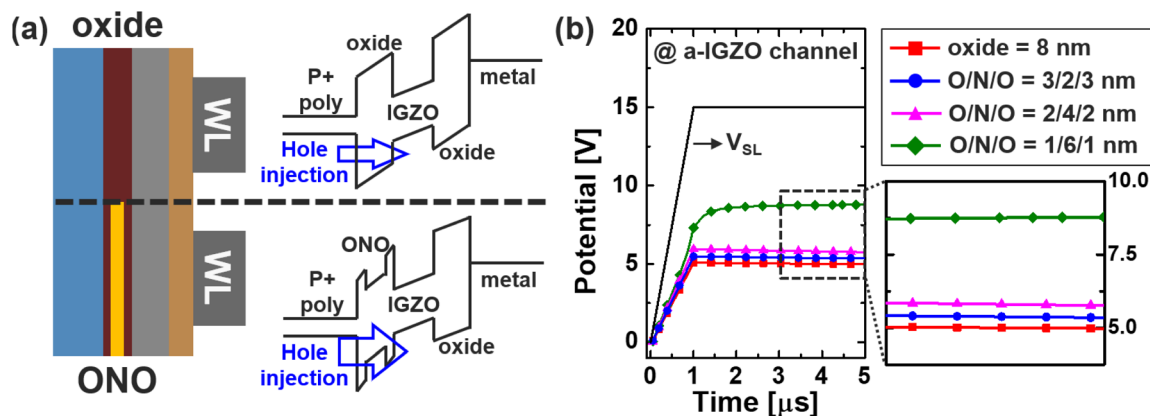 (a)
oxide
WL
WL
ONO
oxide
P+
poly
metal
IGZO
oxide
Hole
injection
ONO
P+
poly
metal
IGZO
oxide
Hole
injection
(b)
Potential [V]
20
15
10
5
0
@ a-IGZO channel
V_SL
0 1 2 3 4 5
Time [μs]
oxide = 8 nm
O/N/O = 3/2/3 nm
O/N/O = 2/4/2 nm
O/N/O = 1/6/1 nm
10.0
7.5
5.0